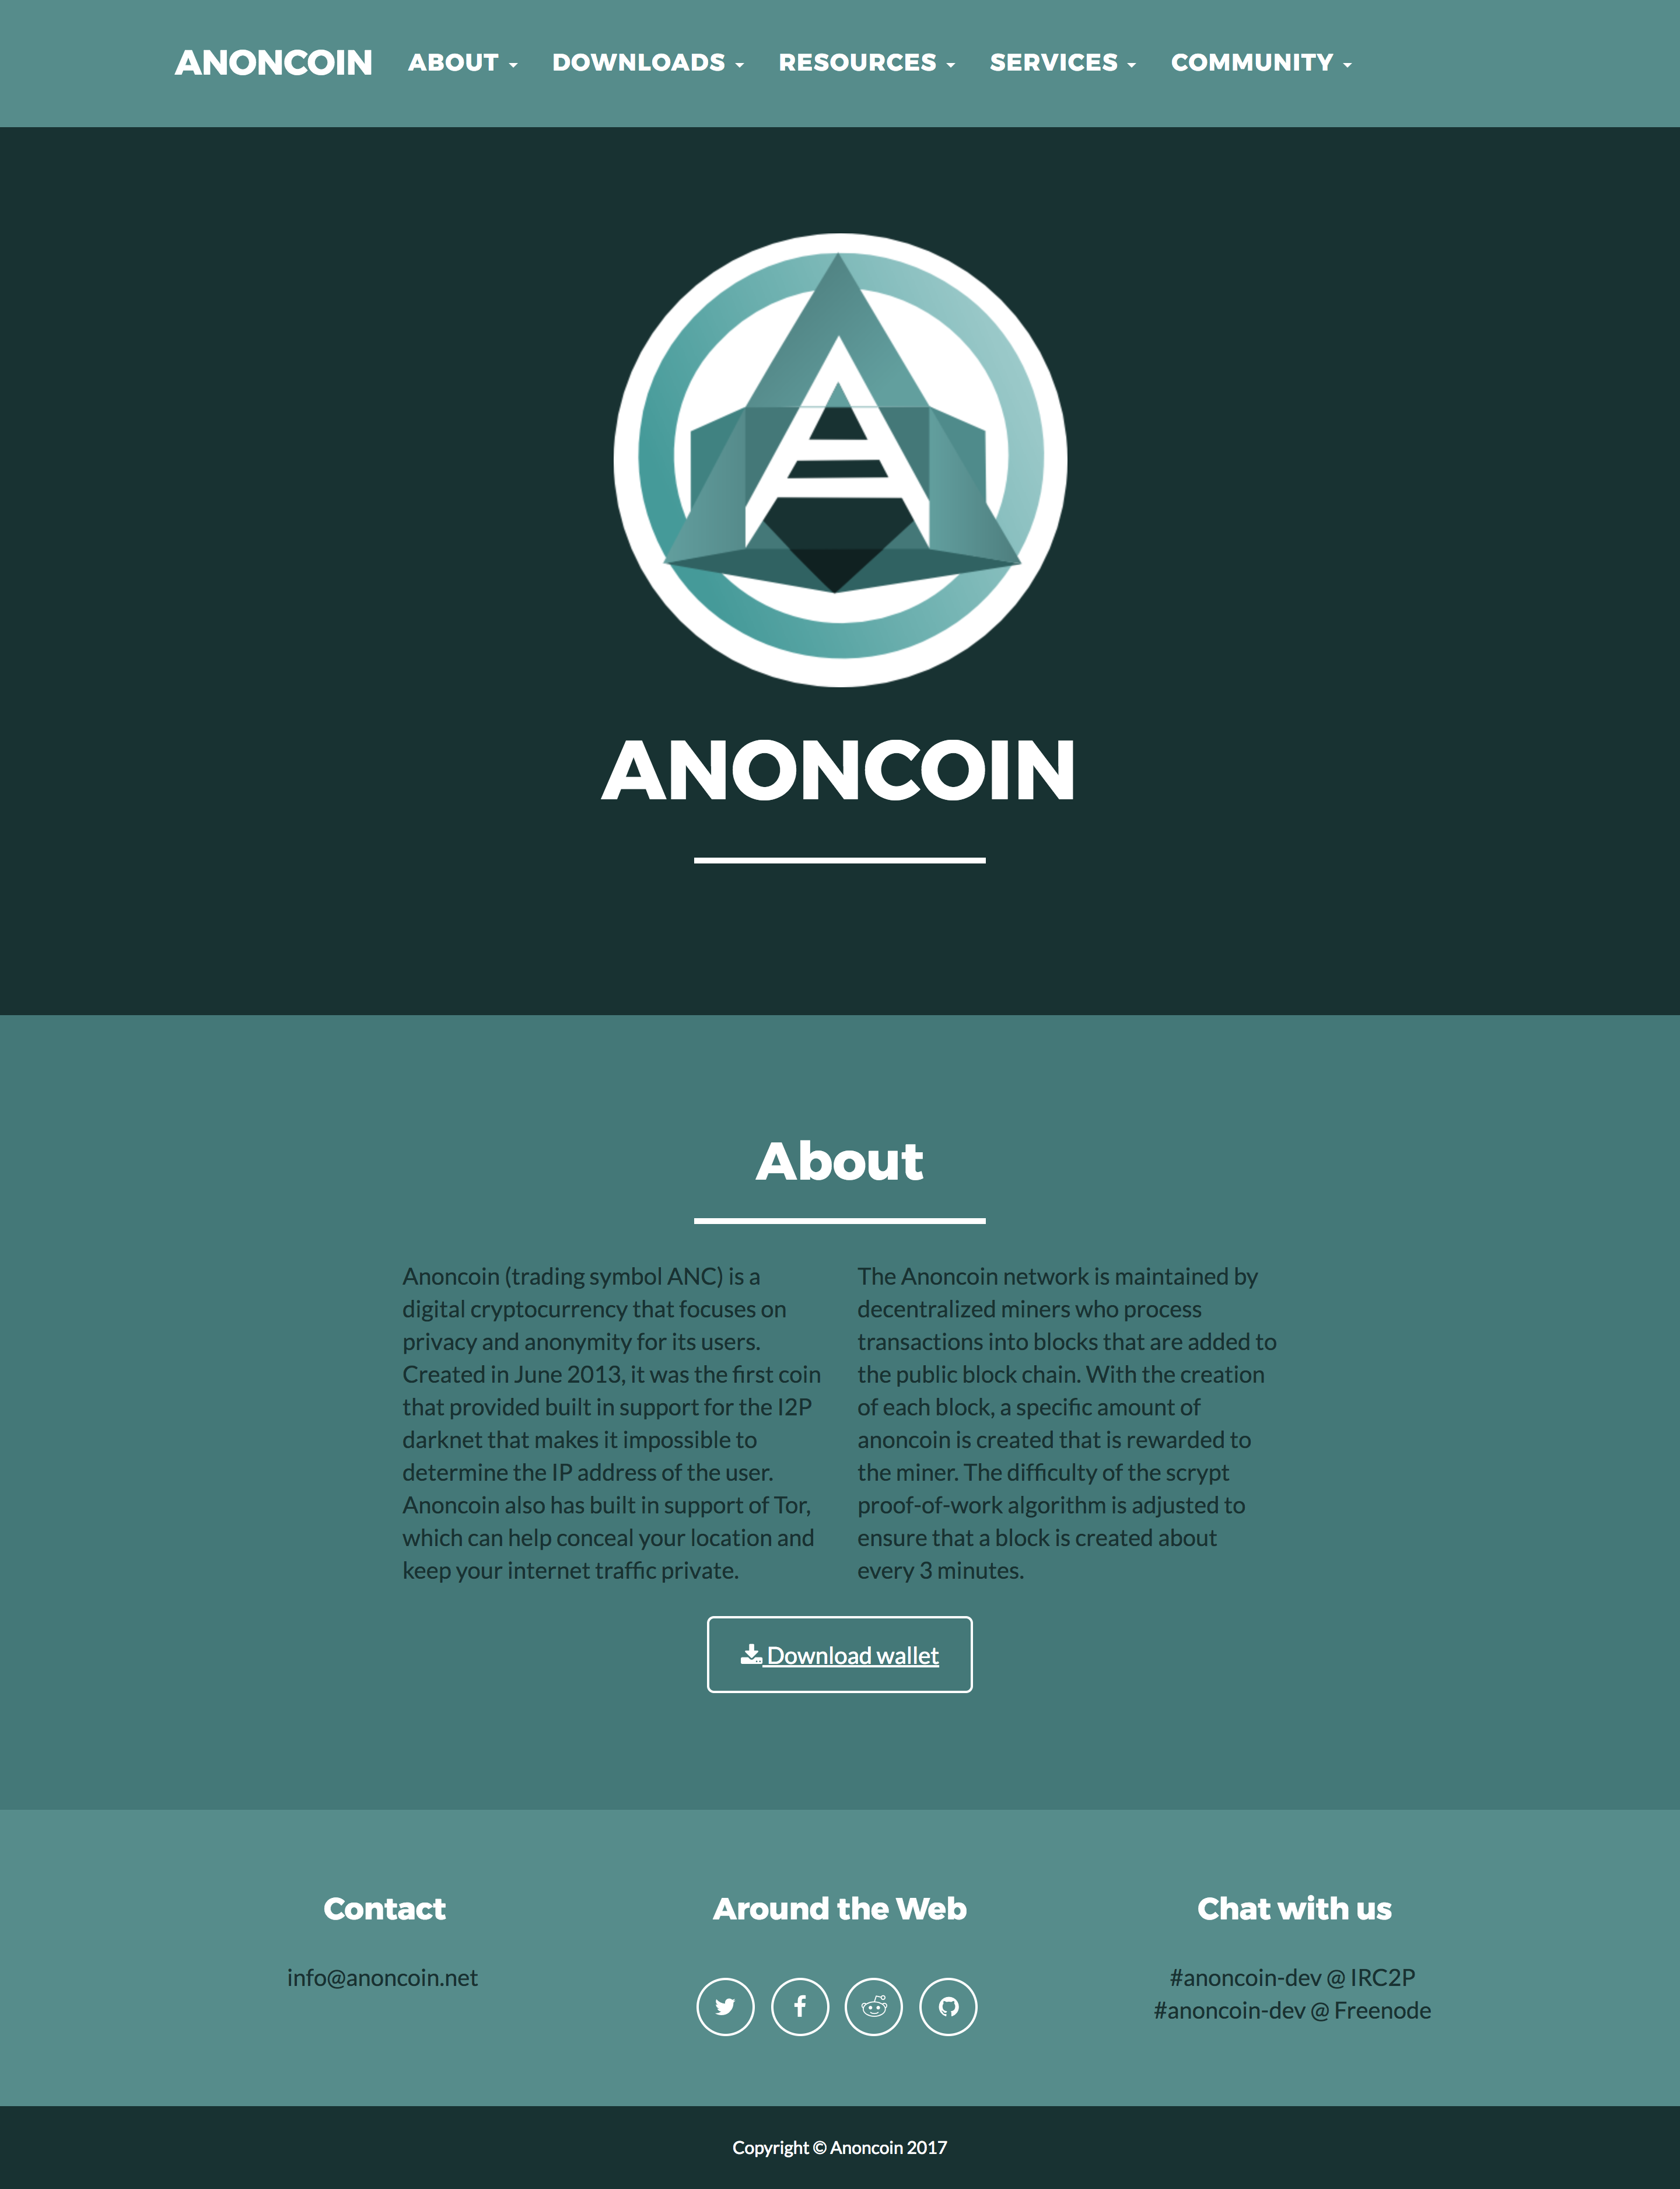 ANONCOIN ABOUT DOWNLOADS RESOURCES SERVICES COMMUNITY
ANONCOIN
About
Anoncoin (trading symbol ANC) is a
digital cryptocurrency that focuses on
privacy and anonymity for its users.
Created in June 2013, it was the first coin
that provided built in support for the I2P
darknet that makes it impossible to
determine the IP address of the user.
Anoncoin also has built in support of Tor,
which can help conceal your location and
keep your internet traffic private.
The Anoncoin network is maintained by
decentralized miners who process
transactions into blocks that are added to
the public block chain. With the creation
of each block, a specific amount of
anoncoin is created that is rewarded to
the miner. The difficulty of the scrypt
proof-of-work algorithm is adjusted to
ensure that a block is created about
every 3 minutes.
Download wallet
Contact
info@anoncoin.net
Around the Web
Chat with us
#anoncoin-dev @ IRC2P
#anoncoin-dev @ Freenode
Copyright © Anoncoin 2017